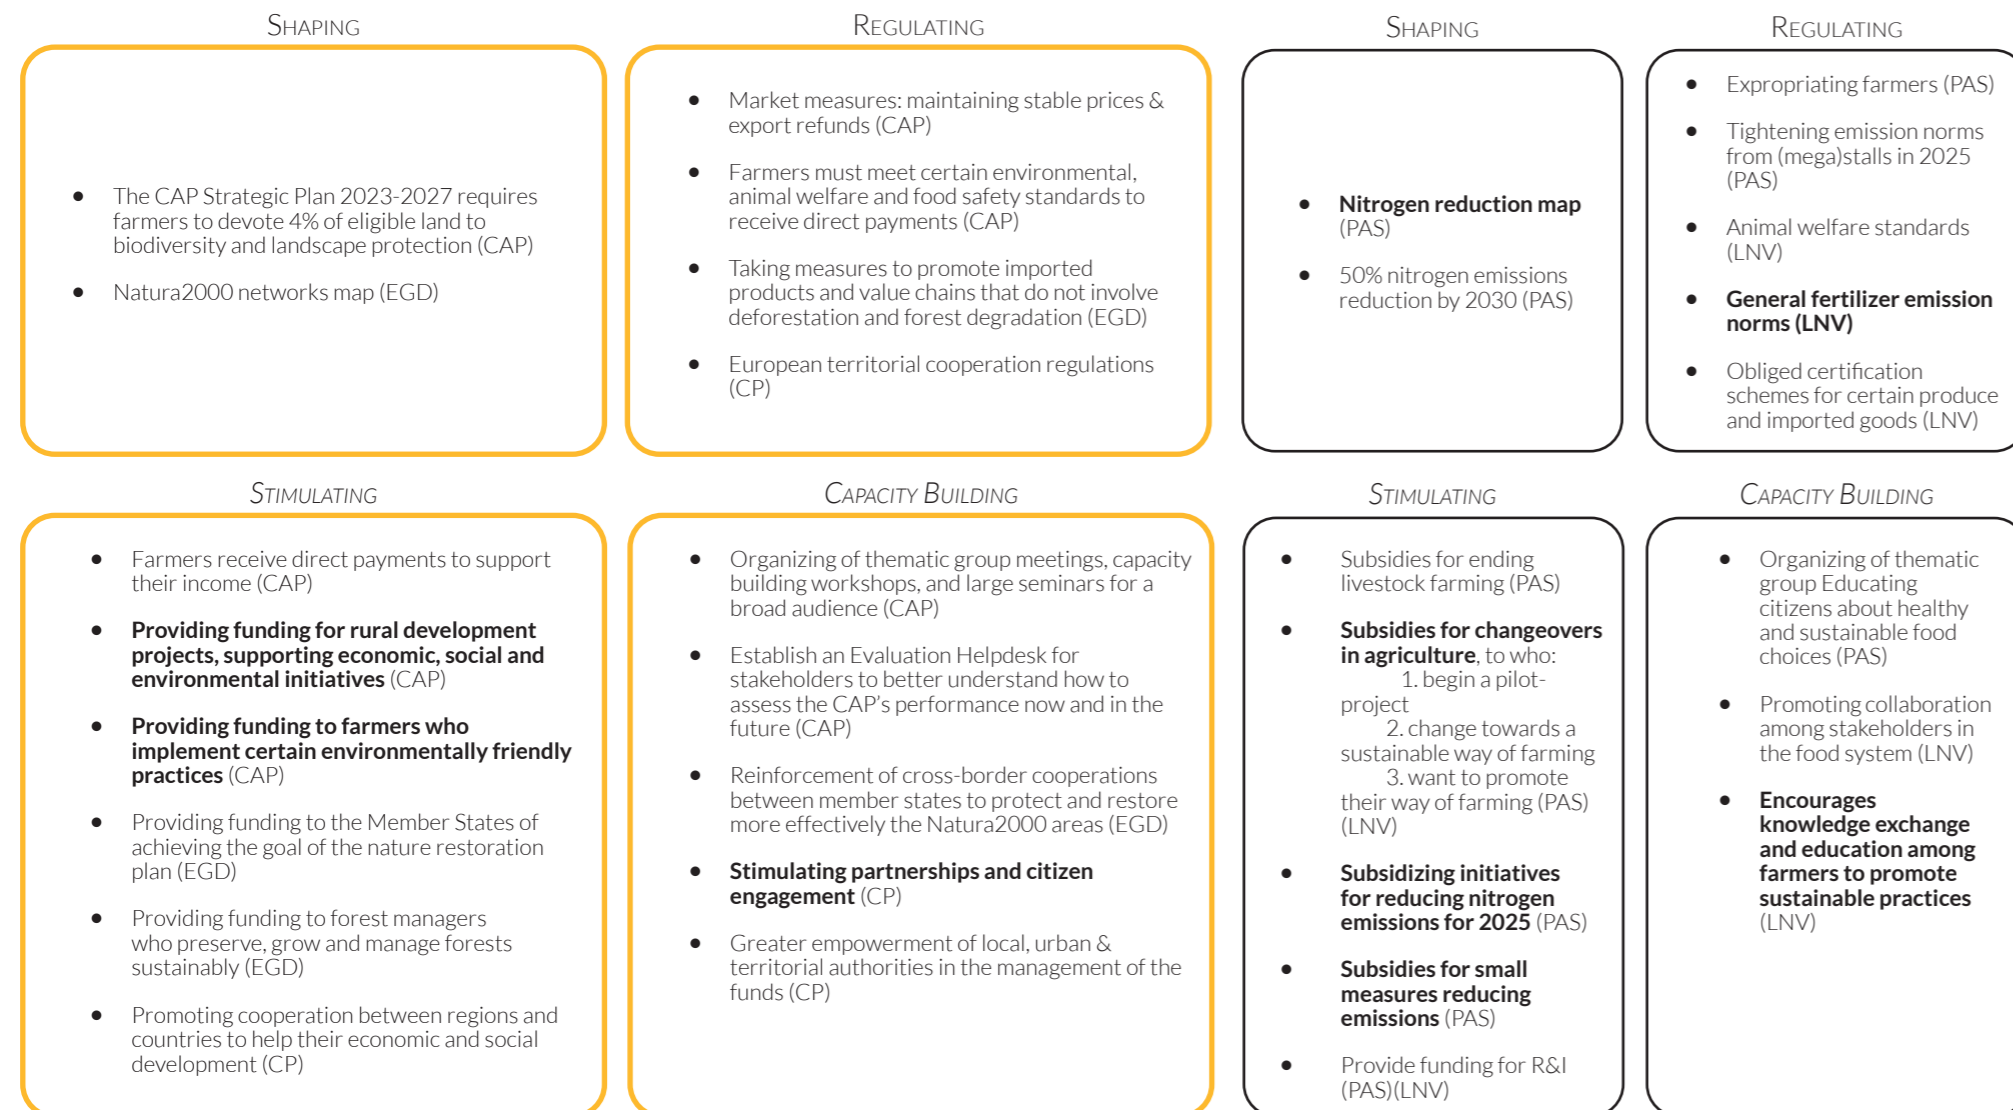 SHAPING
• The CAP Strategic Plan 2023-2027 requires
farmers to devote 4% of eligible land to
biodiversity and landscape protection (CAP)
• Natura2000 networks map (EGD)
REGULATING
• Market measures: maintaining stable prices &
export refunds (CAP)
• Farmers must meet certain environmental,
animal welfare and food safety standards to
receive direct payments (CAP)
• Taking measures to promote imported
products and value chains that do not involve
deforestation and forest degradation (EGD)
• European territorial cooperation regulations
(CP)
SHAPING
• Nitrogen reduction map
(PAS)
• 50% nitrogen emissions
reduction by 2030 (PAS)
REGULATING
• Expropriating farmers (PAS)
• Tightening emission norms
from (mega)stalls in 2025
(PAS)
• Animal welfare standards
(LNV)
• General fertilizer emission
norms (LNV)
• Obliged certification
schemes for certain produce
and imported goods (LNV)
STIMULATING
• Farmers receive direct payments to support
their income (CAP)
• Providing funding for rural development
projects, supporting economic, social and
environmental initiatives (CAP)
• Providing funding to farmers who
implement certain environmentally friendly
practices (CAP)
• Providing funding to the Member States of
achieving the goal of the nature restoration
plan (EGD)
• Providing funding to forest managers
who preserve, grow and manage forests
sustainably (EGD)
• Promoting cooperation between regions and
countries to help their economic and social
development (CP)
CAPACITY BUILDING
• Organizing of thematic group meetings, capacity
building workshops, and large seminars for a
broad audience (CAP)
• Establish an Evaluation Helpdesk for
stakeholders to better understand how to
assess the CAP's performance now and in the
future (CAP)
• Reinforcement of cross-border cooperations
between member states to protect and restore
more effectively the Natura2000 areas (EGD)
• Stimulating partnerships and citizen
engagement (CP)
• Greater empowerment of local, urban &
territorial authorities in the management of the
funds (CP)
STIMULATING
• Subsidies for ending
livestock farming (PAS)
• Subsidies for changeovers
in agriculture, to who:
1. begin a pilot-
project
2. change towards a
sustainable way of farming
3. want to promote
their way of farming (PAS)
(LNV)
• Subsidizing initiatives
for reducing nitrogen
emissions for 2025 (PAS)
• Subsidies for small
measures reducing
emissions (PAS)
• Provide funding for R&I
(PAS)(LNV)
CAPACITY BUILDING
• Organizing of thematic
group Educating
citizens about healthy
and sustainable food
choices (PAS)
• Promoting collaboration
among stakeholders in
the food system (LNV)
• Encourages
knowledge exchange
and education among
farmers to promote
sustainable practices
(LNV)